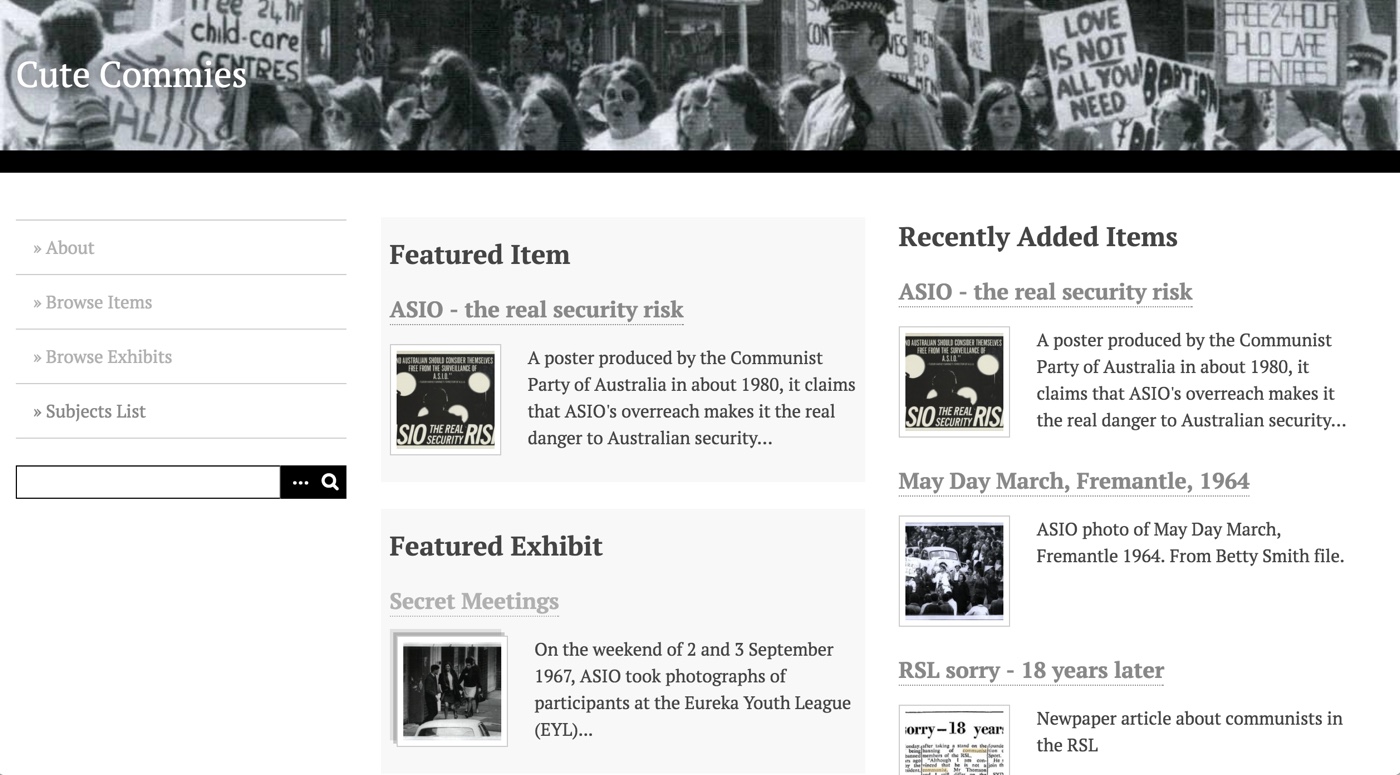 Free 24 hr
child-care
CENTRES
Cute Commies
LOVE
IS NOT
ALL YOU
NEED
ABORTION
FREE 24 HOUR
CHILD CARE
CENTRES
» About
» Browse Items
» Browse Exhibits
» Subjects List
Featured Item
ASIO - the real security risk
AUSTRALIAN SHOULD CONSIDER THEMSELVES
FREE FROM THE SURVEILLANCE OF
A.S.I.O."
SIO THE REAL
SECURITY RIS
A poster produced by the Communist
Party of Australia in about 1980, it claims
that ASIO's overreach makes it the real
danger to Australian security...
Featured Exhibit
Secret Meetings
On the weekend of 2 and 3 September
1967, ASIO took photographs of
participants at the Eureka Youth League
(EYL)...
Recently Added Items
ASIO - the real security risk
AUSTRALIAN SHOULD CONSIDER THEMSELVES
FREE FROM THE SURVEILLANCE OF
A.S.I.O."
SIO THE REAL
SECURITY RIS
A poster produced by the Communist
Party of Australia in about 1980, it
claims that ASIO's overreach makes it
the real danger to Australian security...
May Day March, Fremantle, 1964
ASIO photo of May Day March,
Fremantle 1964. From Betty Smith file.
RSL sorry - 18 years later
orry—18 year
Newpaper article about communists in
the RSL